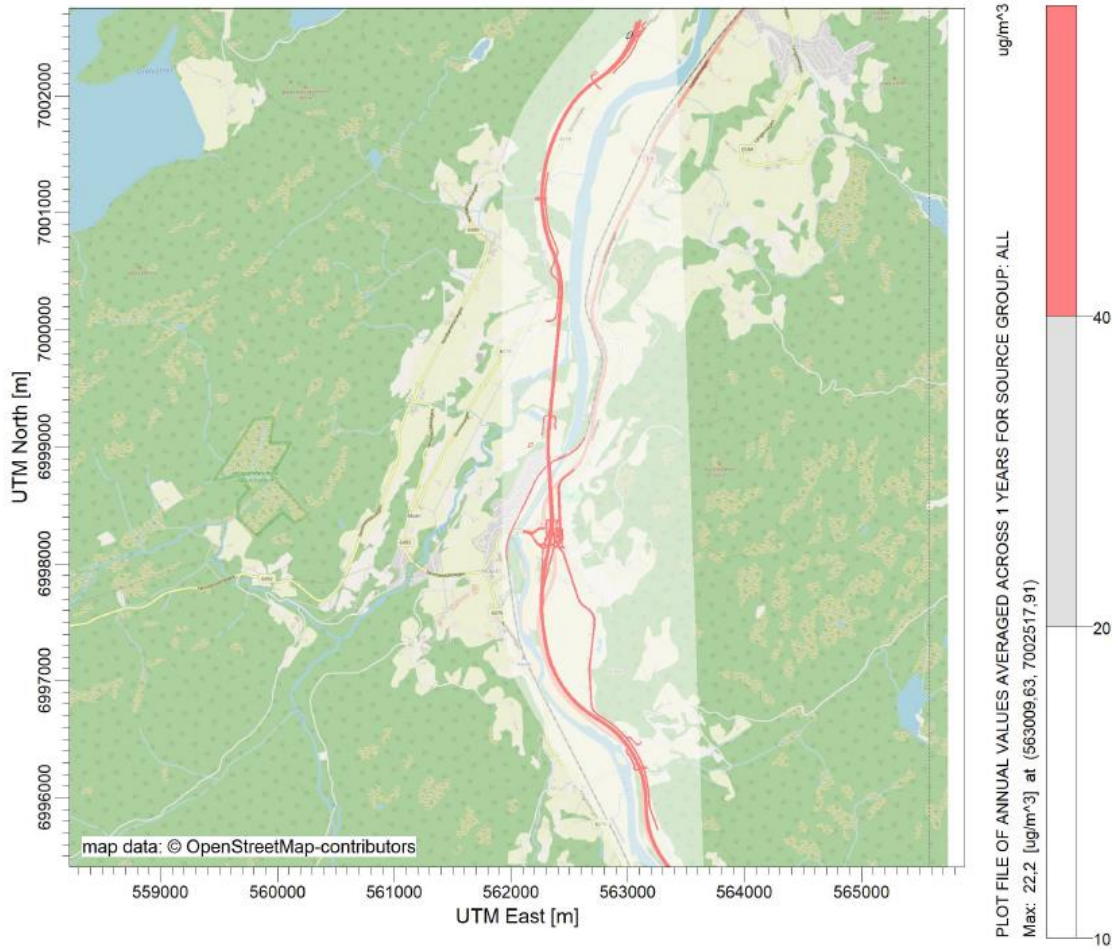 ug/m^3
PLOT FILE OF ANNUAL VALUES AVERAGED ACROSS 1 YEARS FOR SOURCE GROUP: ALL
Max: 22,2 [ug/m^3] at (563009,63, 7002517,91)
40
20
10
UTM North [m]
7002000
7001000
7000000
6999000
6998000
6997000
6996000
map data: © OpenStreetMap-contributors
559000 560000 561000 562000 563000 564000 565000
UTM East [m]